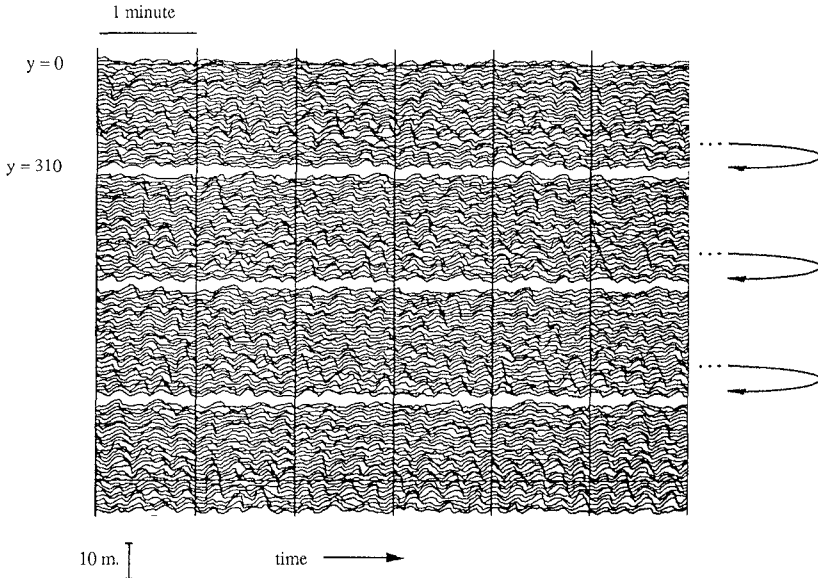 1 minute
y = 0
y = 310
10 m.
time